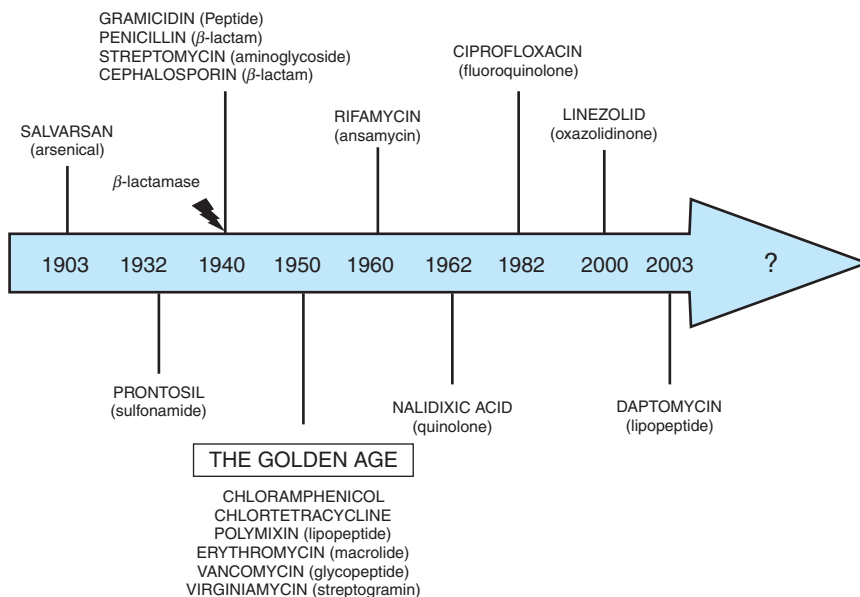 GRAMICIDIN (Peptide)
PENICILLIN (β-lactam)
STREPTOMYCIN (aminoglycoside)
CEPHALOSPORIN (β-lactam)
CIPROFLOXACIN
(fluoroquinolone)
SALVARSAN
(arsenical)
RIFAMYCIN
(ansamycin)
LINEZOLID
(oxazolidinone)
β-lactamase
1903 1932 1940 1950 1960 1962 1982 2000 2003 ?
PRONTOSIL
(sulfonamide)
NALIDIXIC ACID
(quinolone)
DAPTOMYCIN
(lipopeptide)
THE GOLDEN AGE
CHLORAMPHENICOL
CHLORTETRACYCLINE
POLYMIXIN (lipopeptide)
ERYTHROMYCIN (macrolide)
VANCOMYCIN (glycopeptide)
VIRGINIAMYCIN (streptogramin)